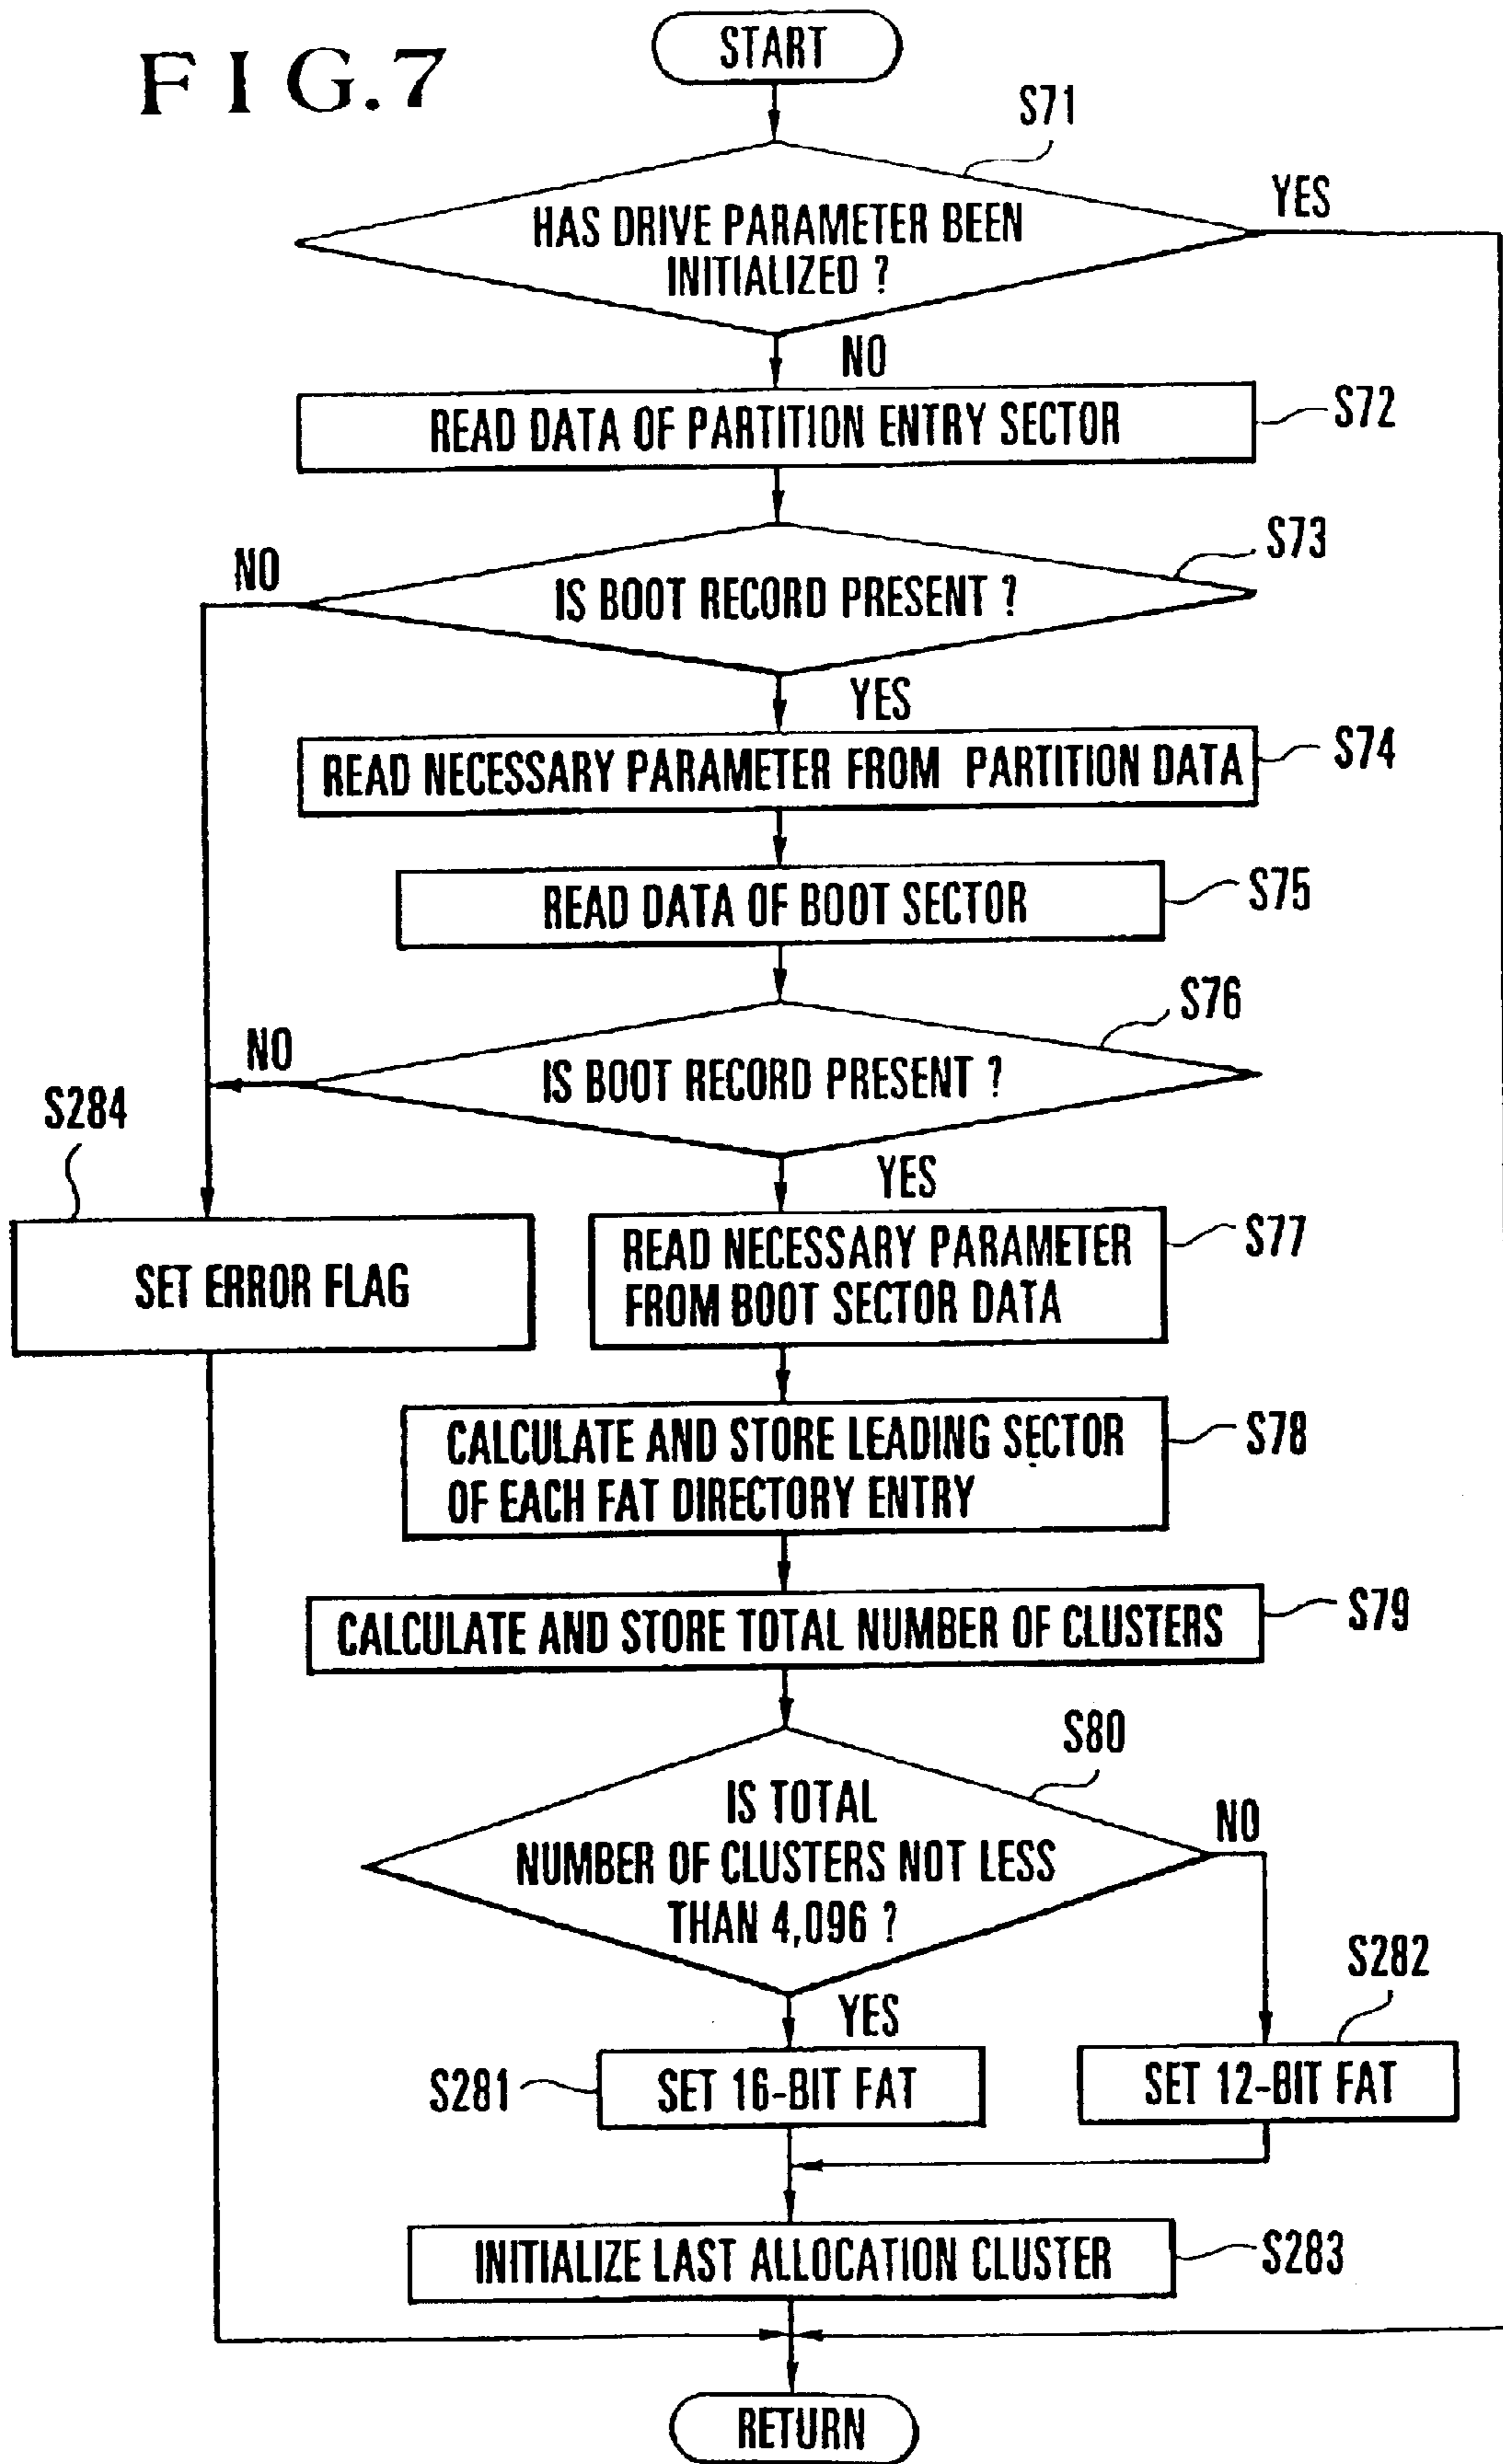 FIG.7
START
S71
HAS DRIVE PARAMETER BEEN
INITIALIZED ?
YES
NO
READ DATA OF PARTITION ENTRY SECTOR
S72
S73
NO
IS BOOT RECORD PRESENT ?
YES
READ NECESSARY PARAMETER FROM PARTITION DATA
S74
READ DATA OF BOOT SECTOR
S75
S76
NO
IS BOOT RECORD PRESENT ?
S284
YES
SET ERROR FLAG
READ NECESSARY PARAMETER
FROM BOOT SECTOR DATA
S77
CALCULATE AND STORE LEADING SECTOR
OF EACH FAT DIRECTORY ENTRY
S78
CALCULATE AND STORE TOTAL NUMBER OF CLUSTERS
S79
S80
IS TOTAL
NUMBER OF CLUSTERS NOT LESS
THAN 4,096 ?
NO
YES
S282
S281
SET 16-BIT FAT
SET 12-BIT FAT
INITIALIZE LAST ALLOCATION CLUSTER
S283
RETURN